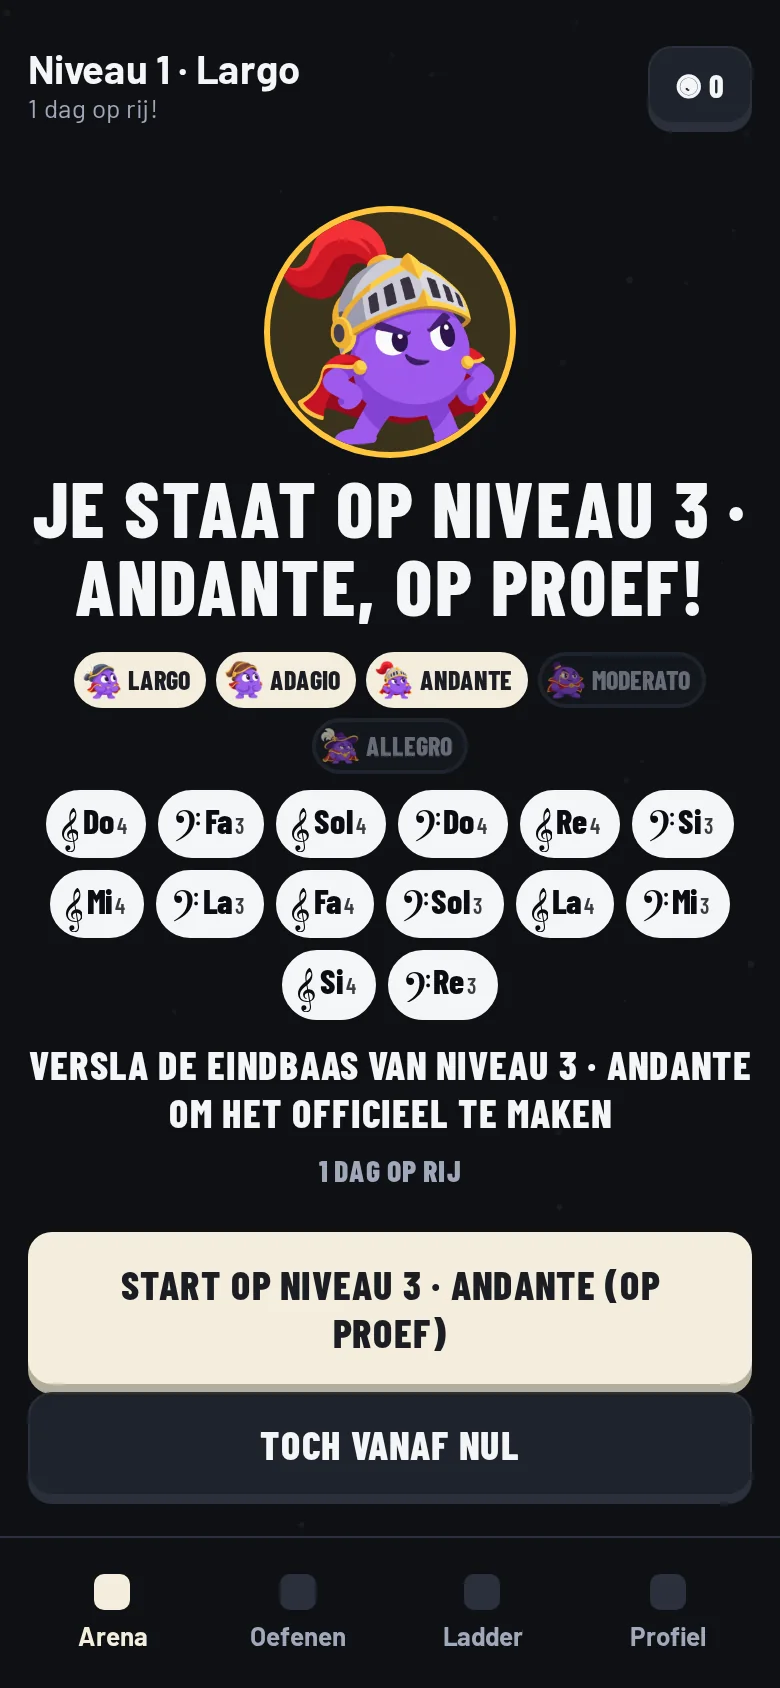 Niveau 1 · Largo
1 dag op rij!
0
JE STAAT OP NIVEAU 3 ·
ANDANTE, OP PROEF!
LARGO ADAGIO ANDANTE MODERATO
ALLEGRO
𝄞Do4 𝄢Fa3 𝄞Sol4 𝄢Do4 𝄞Re4 𝄢Si3
𝄞Mi4 𝄢La3 𝄞Fa4 𝄢Sol3 𝄞La4 𝄢Mi3
𝄞Si4 𝄢Re3
VERSLA DE EINDBAAS VAN NIVEAU 3 · ANDANTE
OM HET OFFICIEEL TE MAKEN
1 DAG OP RIJ
START OP NIVEAU 3 · ANDANTE (OP
PROEF)
TOCH VANAF NUL
Arena Oefenen Ladder Profiel